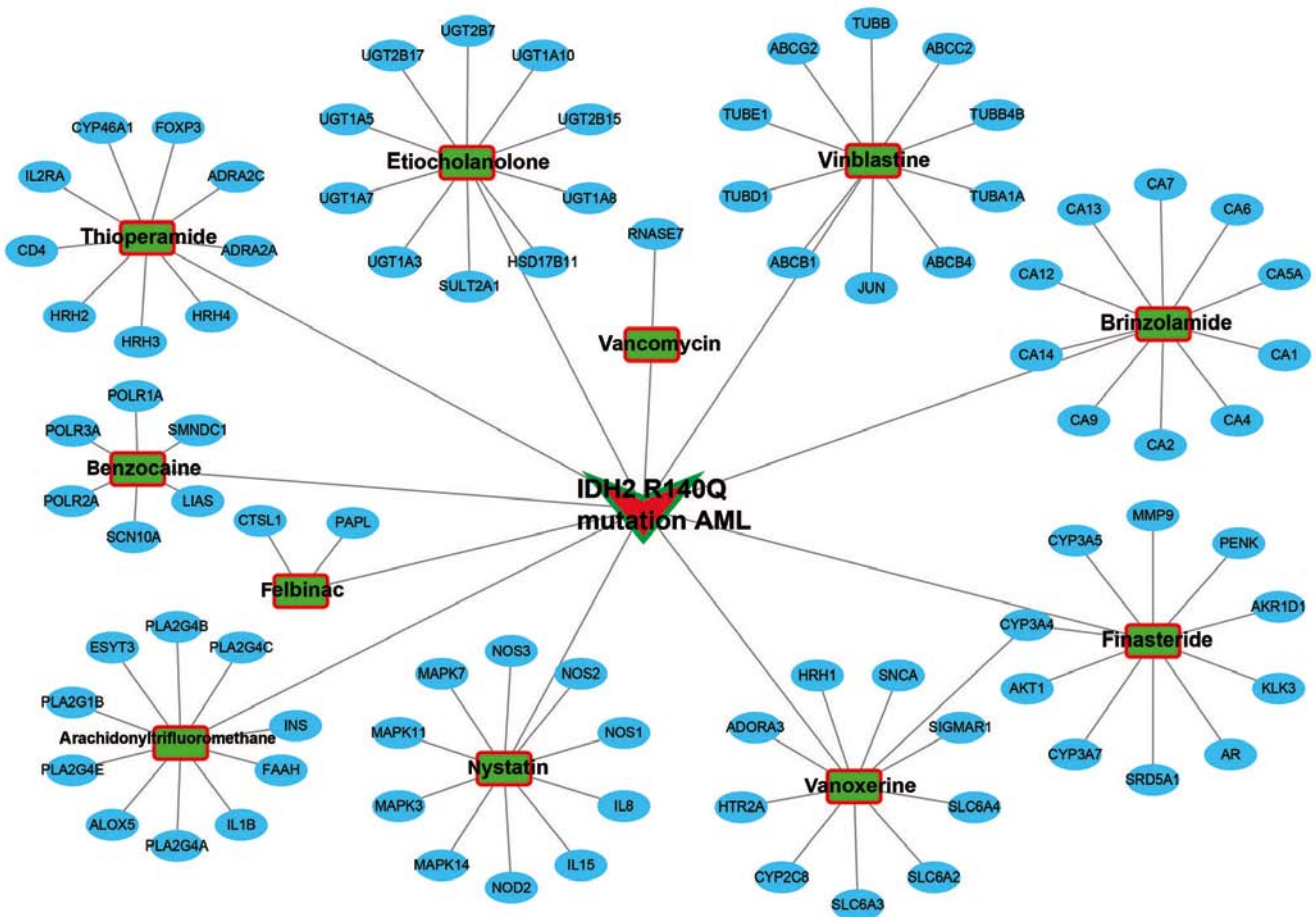 UGT2B7
UGT2B17
UGT1A10
UGT1A5
UGT2B15
Etiocholanolone
UGT1A7
UGT1A8
UGT1A3
HSD17B11
SULT2A1
TUBB
ABCG2
ABCC2
TUBE1
TUBB4B
Vinblastine
TUBD1
TUBA1A
ABCB1
ABCB4
JUN
CYP46A1
FOXP3
IL2RA
ADRA2C
Thioperamide
CD4
ADRA2A
HRH2
HRH4
HRH3
RNASE7
Vancomycin
CA7
CA13
CA6
CA12
CA5A
Brinzolamide
CA14
CA1
CA9
CA4
CA2
POLR1A
POLR3A
SMNDC1
Benzocaine
POLR2A
LIAS
SCN10A
IDH2 R140Q
mutation AML
CTSL1
PAPL
Felbinac
MMP9
CYP3A5
PENK
AKR1D1
CYP3A4
Finasteride
AKT1
KLK3
CYP3A7
AR
SRD5A1
PLA2G4B
ESYT3
PLA2G4C
PLA2G1B
INS
Arachidonyltrifluoromethane
PLA2G4E
FAAH
ALOX5
IL1B
PLA2G4A
NOS3
MAPK7
NOS2
MAPK11
NOS1
Nystatin
MAPK3
IL8
MAPK14
IL15
NOD2
HRH1
SNCA
ADORA3
SIGMAR1
Vanoxerine
HTR2A
SLC6A4
CYP2C8
SLC6A2
SLC6A3